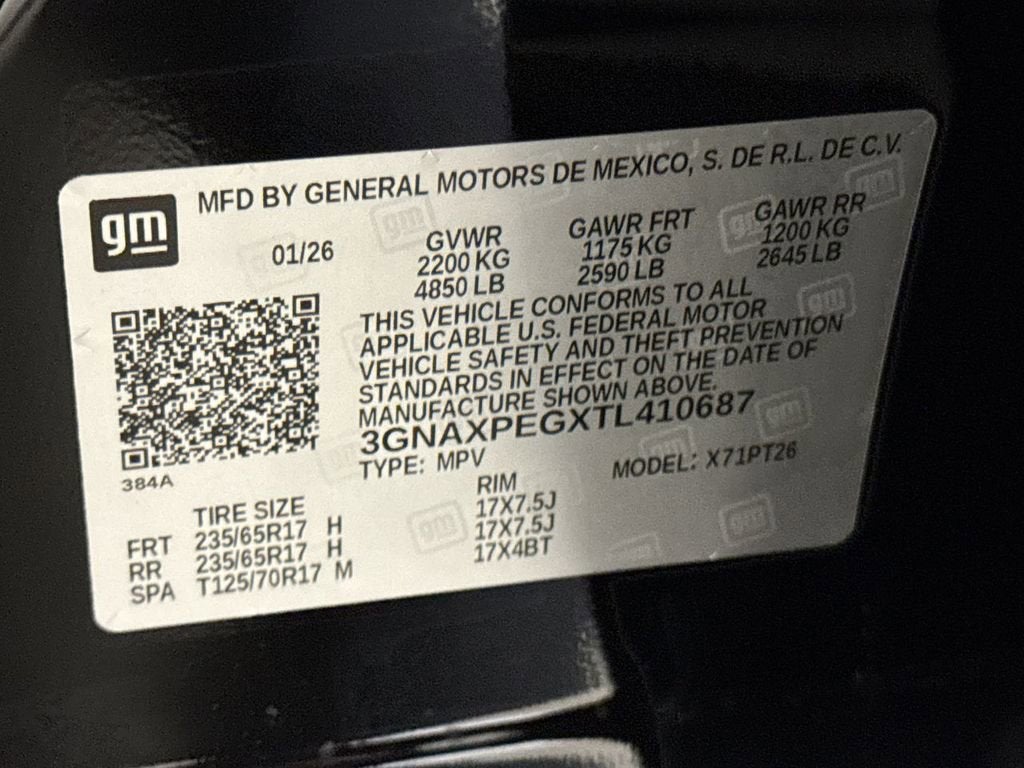 MFD BY GENERAL MOTORS DE MEXICO, S. DE R.L. DE C.V.
gm
01/26
GVWR GAWR FRT GAWR RR
2200 KG 1175 KG 1200 KG
4850 LB 2590 LB 2645 LB
THIS VEHICLE CONFORMS TO ALL
APPLICABLE U.S. FEDERAL MOTOR
VEHICLE SAFETY AND THEFT PREVENTION
STANDARDS IN EFFECT ON THE DATE OF
MANUFACTURE SHOWN ABOVE.
3GNAXPEGXTL410687
TYPE: MPV MODEL: X71PT26
384A
TIRE SIZE RIM
FRT 235/65R17 H 17X7.5J
RR 235/65R17 H 17X7.5J
SPA T125/70R17 M 17X4BT